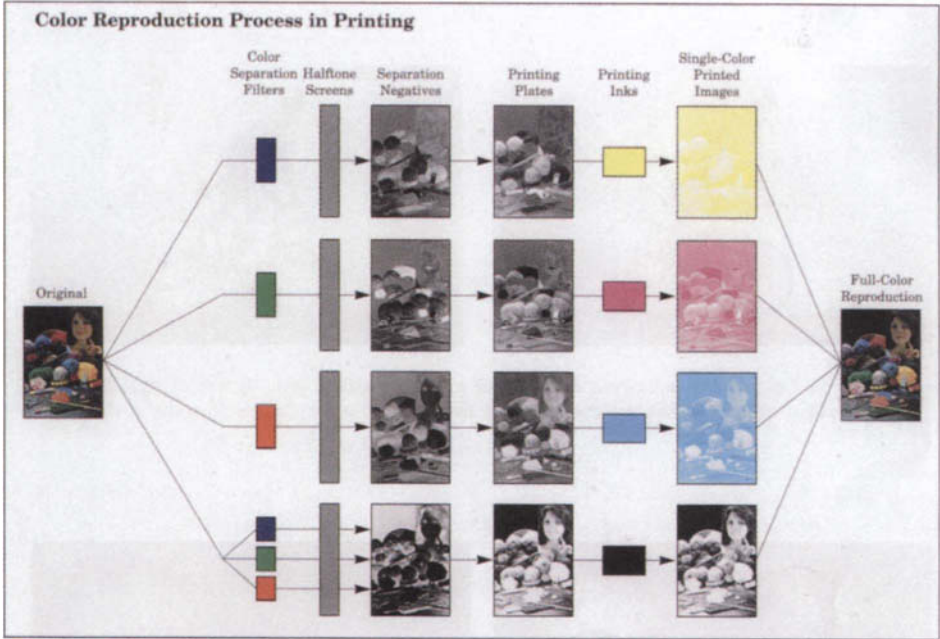 Color Reproduction Process in Printing
Color
Separation
Filters
Halftone
Screens
Separation
Negatives
Printing
Plates
Printing
Inks
Single-Color
Printed
Images
Original
Full-Color
Reproduction